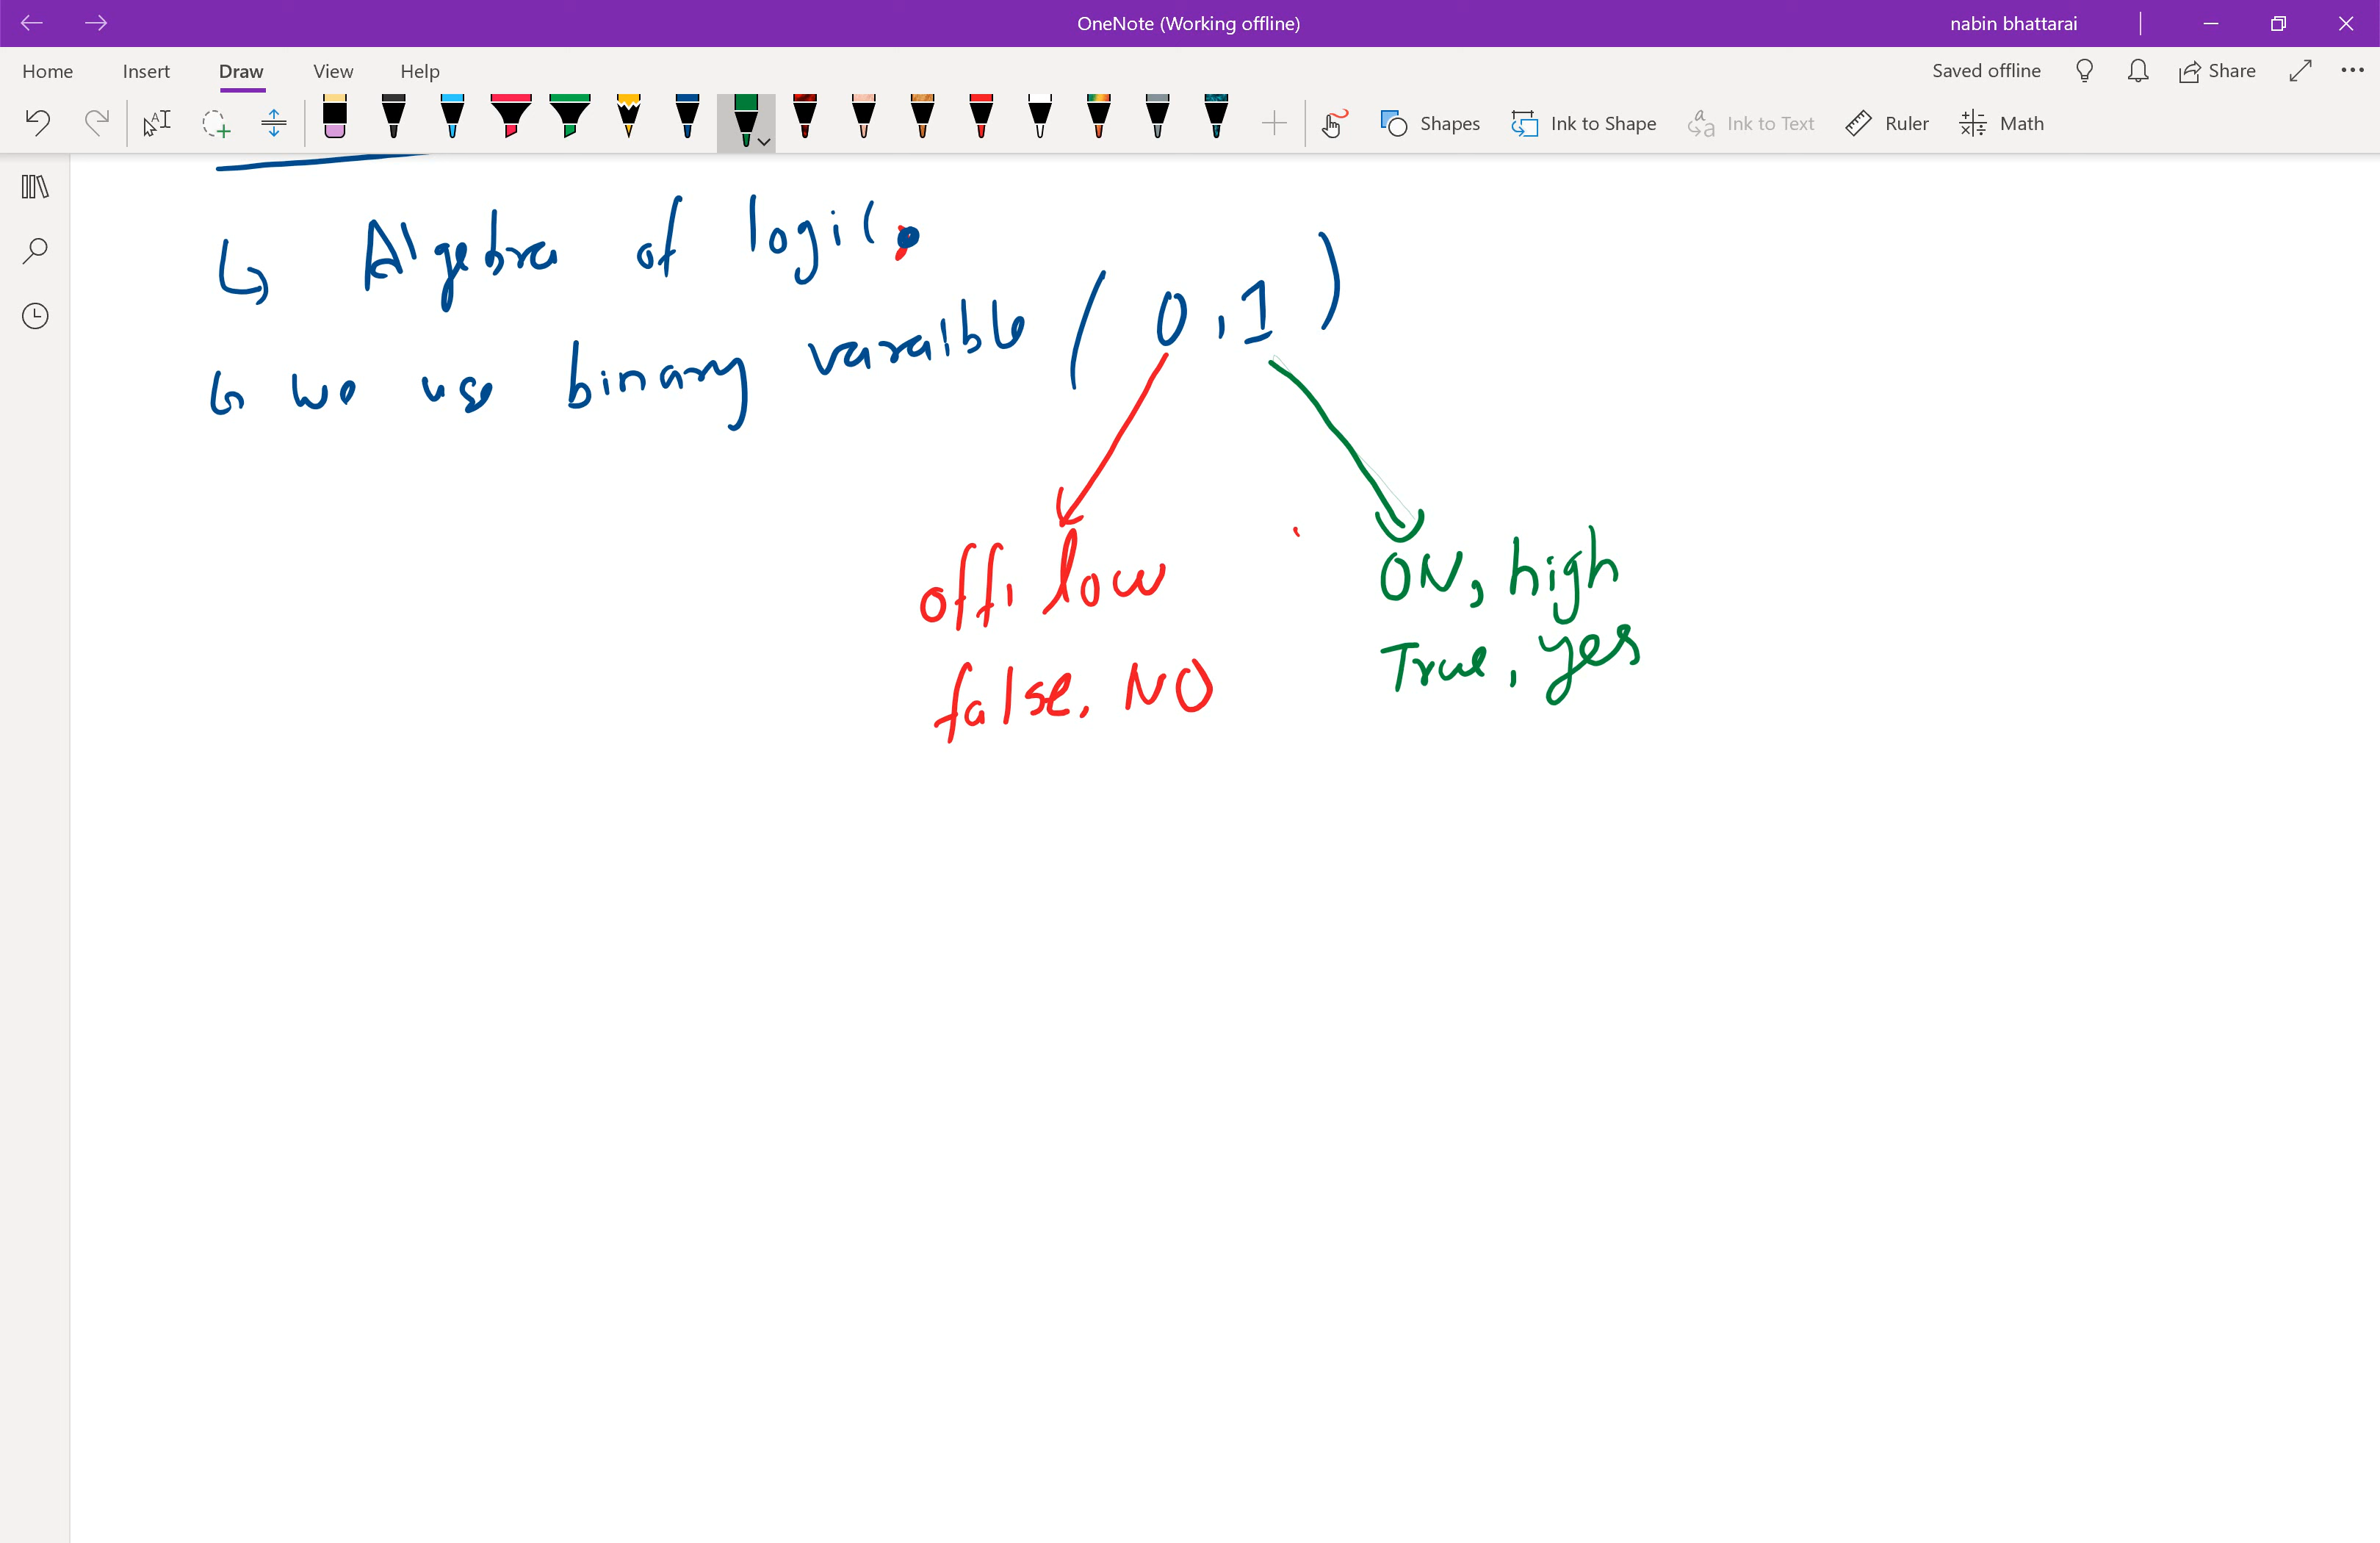 OneNote (Working offline)
nabin bhattarai
Home Insert Draw View Help
Saved offline Share
Shapes Ink to Shape Ink to Text Ruler Math
Algebra of logic.
we use binary varaible ( 0,1 )
off, low
false, NO
ON, high
True, yes